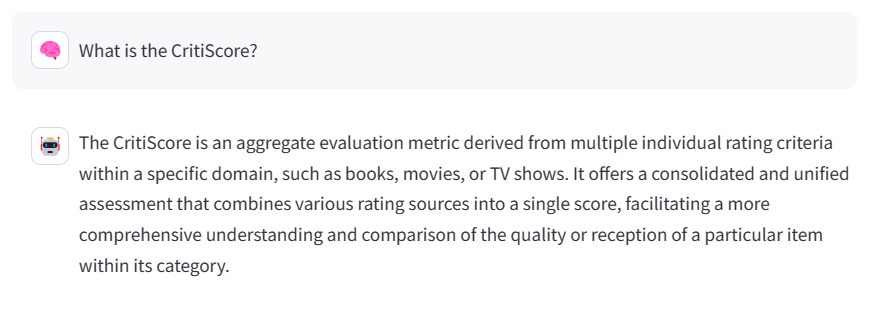 What is the CritiScore?
The CritiScore is an aggregate evaluation metric derived from multiple individual rating criteria
within a specific domain, such as books, movies, or TV shows. It offers a consolidated and unified
assessment that combines various rating sources into a single score, facilitating a more
comprehensive understanding and comparison of the quality or reception of a particular item
within its category.